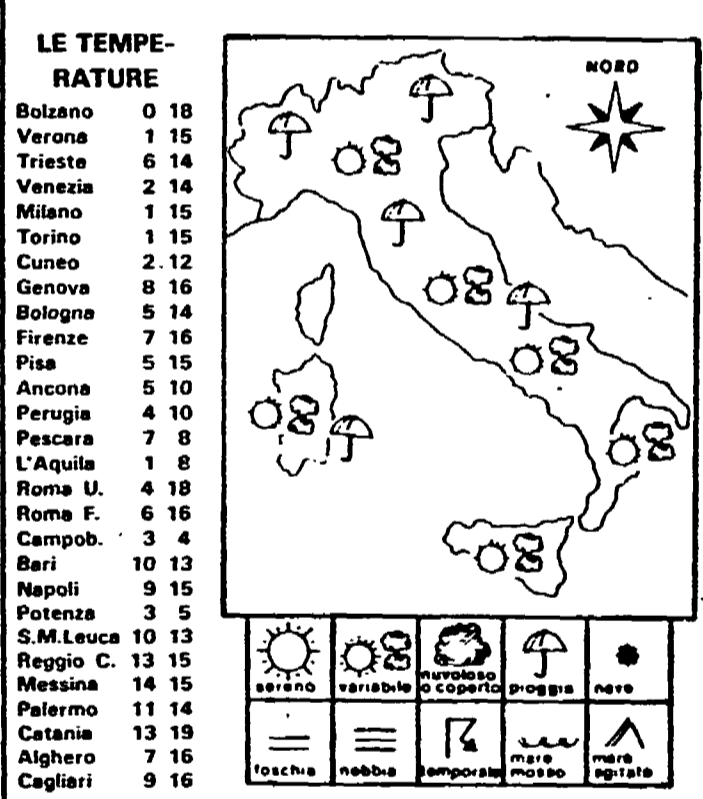 LE TEMPE-
RATURE
Bolzano 0 18
Verona 1 15
Trieste 6 14
Venezia 2 14
Milano 1 15
Torino 1 15
Cuneo 2 12
Genova 8 16
Bologna 5 14
Firenze 7 16
Pisa 5 15
Ancona 5 10
Perugia 4 10
Pescara 7 8
L'Aquila 1 8
Roma U. 4 18
Roma F. 6 16
Campob. 3 4
Bari 10 13
Napoli 9 15
Potenza 3 5
S.M.Leuca 10 13
Reggio C. 13 15
Messina 14 15
Palermo 11 14
Catania 13 19
Alghero 7 16
Cagliari 9 16
NORD
sereno
variabile
nuvoloso
o coperto
pioggia
neve
foschia
nebbia
temporale
mare
mosso
mare
agitato